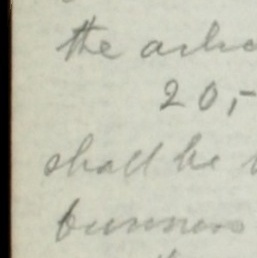 the
20,-
shall be
business